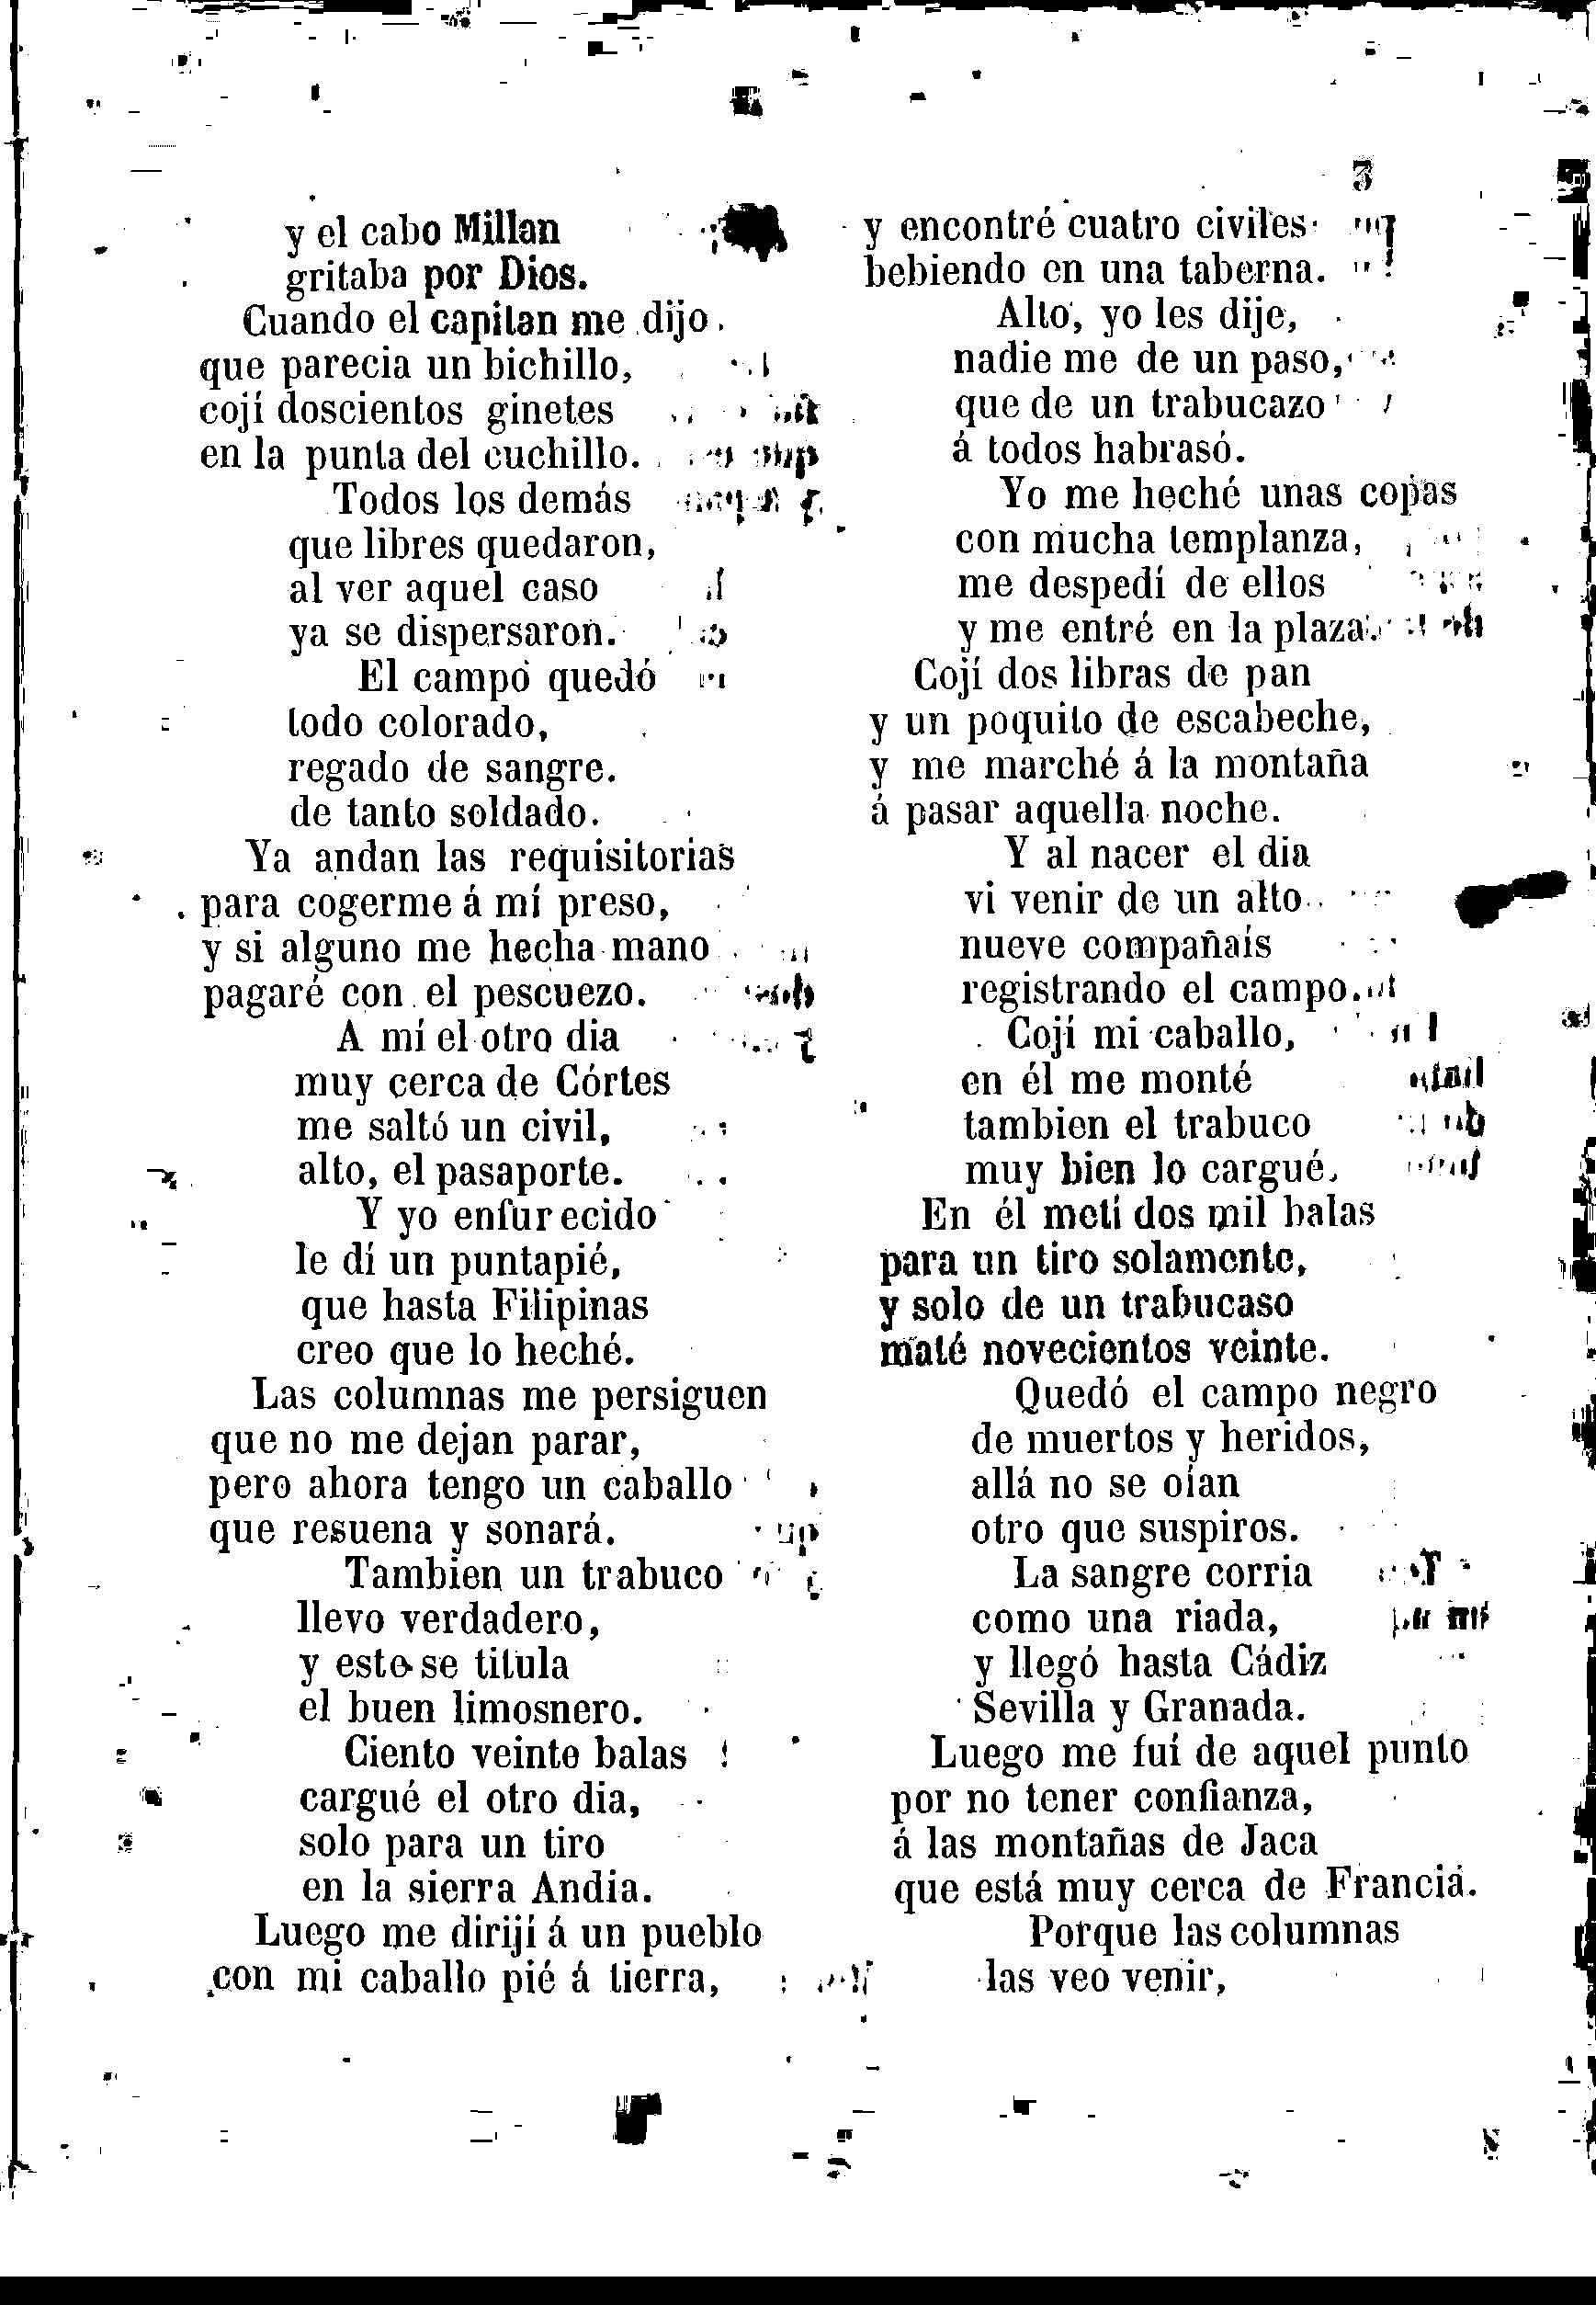 3
y el cabo Millan
gritaba por Dios.
Cuando el capitan me dijo.
que parecia un bichillo,
cojí doscientos ginetes
en la punta del cuchillo.
Todos los demás
que libres quedaron,
al ver aquel caso
ya se dispersaron.
El campo quedó
todo colorado,
regado de sangre.
de tanto soldado.
Ya andan las requisitorias
para cogerme á mí preso,
y si alguno me hecha mano
pagaré con el pescuezo.
A mí el otro dia
muy cerca de Córtes
me saltó un civil,
alto, el pasaporte.
Y yo enfurecido
le dí un puntapié,
que hasta Filipinas
creo que lo heché.
Las columnas me persiguen
que no me dejan parar,
pero ahora tengo un caballo
que resuena y sonará.
Tambien un trabuco
llevo verdadero,
y este se titula
el buen limosnero.
Ciento veinte balas
cargué el otro dia,
solo para un tiro
en la sierra Andia.
Luego me dirijí á un pueblo
con mi caballo pié á tierra,
y encontré cuatro civiles
bebiendo en una taberna.
Alto, yo les dije,
nadie me de un paso,
que de un trabucazo
á todos habrasó.
Yo me heché unas copas
con mucha templanza,
me despedí de ellos
y me entré en la plaza.
Cojí dos libras de pan
y un poquito de escabeche,
y me marché á la montaña
á pasar aquella noche.
Y al nacer el dia
vi venir de un alto
nueve compañaís
registrando el campo.
Cojí mi caballo,
en él me monté
tambien el trabuco
muy bien lo cargué.
En él metí dos mil balas
para un tiro solamente,
y solo de un trabucaso
maté novecientos veinte.
Quedó el campo negro
de muertos y heridos,
allá no se oían
otro que suspiros.
La sangre corria
como una riada,
y llegó hasta Cádiz
Sevilla y Granada.
Luego me fuí de aquel punto
por no tener confianza,
á las montañas de Jaca
que está muy cerca de Franciá.
Porque las columnas
las veo venir,